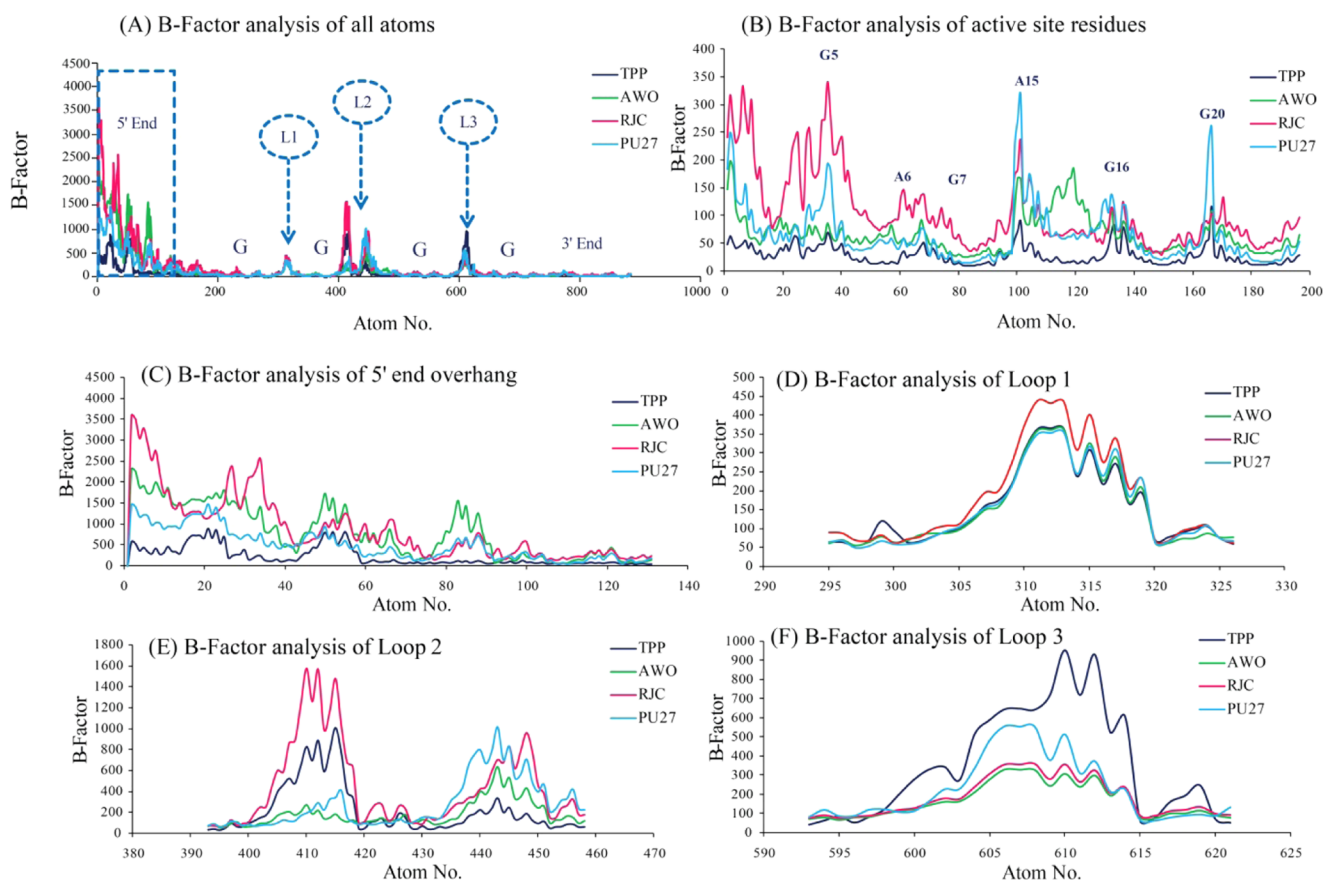 (A) B-Factor analysis of all atoms
B-Factor
4500
4000
3500
3000
2500
2000
1500
1000
500
0
5' End
L1
L2
L3
G
G
G
G
3' End
TPP
AWO
RJC
PU27
0 200 400 600 800 1000
Atom No.
(B) B-Factor analysis of active site residues
B-Factor
400
350
300
250
200
150
100
50
0
G5
A6
G7
A15
G16
G20
TPP
AWO
RJC
PU27
0 20 40 60 80 100 120 140 160 180 200
Atom No.
(C) B-Factor analysis of 5' end overhang
B-Factor
4500
4000
3500
3000
2500
2000
1500
1000
500
0
TPP
AWO
RJC
PU27
0 20 40 60 80 100 120 140
Atom No.
(D) B-Factor analysis of Loop 1
B-Factor
500
450
400
350
300
250
200
150
100
50
0
TPP
AWO
RJC
PU27
290 295 300 305 310 315 320 325 330
Atom No.
(E) B-Factor analysis of Loop 2
B-Factor
1800
1600
1400
1200
1000
800
600
400
200
0
TPP
AWO
RJC
PU27
380 390 400 410 420 430 440 450 460 470
Atom No.
(F) B-Factor analysis of Loop 3
B-Factor
1000
900
800
700
600
500
400
300
200
100
0
TPP
AWO
RJC
PU27
590 595 600 605 610 615 620 625
Atom No.